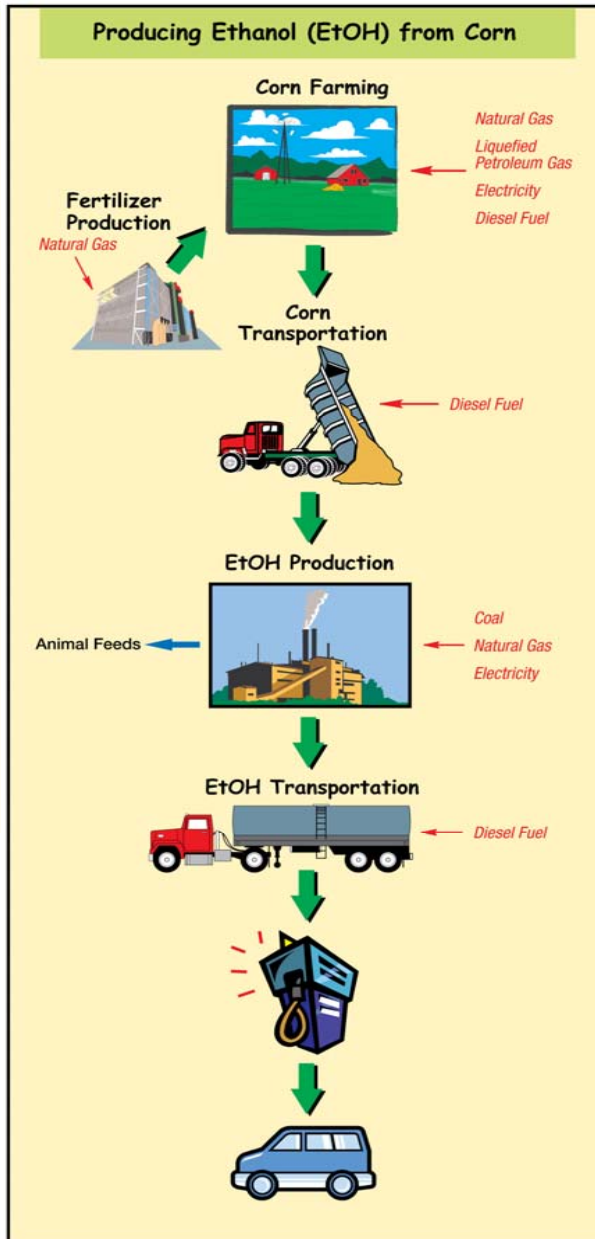 Producing Ethanol (EtOH) from Corn
Corn Farming
Natural Gas
Liquefied
Petroleum Gas
Electricity
Diesel Fuel
Fertilizer
Production
Natural Gas
Corn
Transportation
Diesel Fuel
EtOH Production
Animal Feeds
Coal
Natural Gas
Electricity
EtOH Transportation
Diesel Fuel